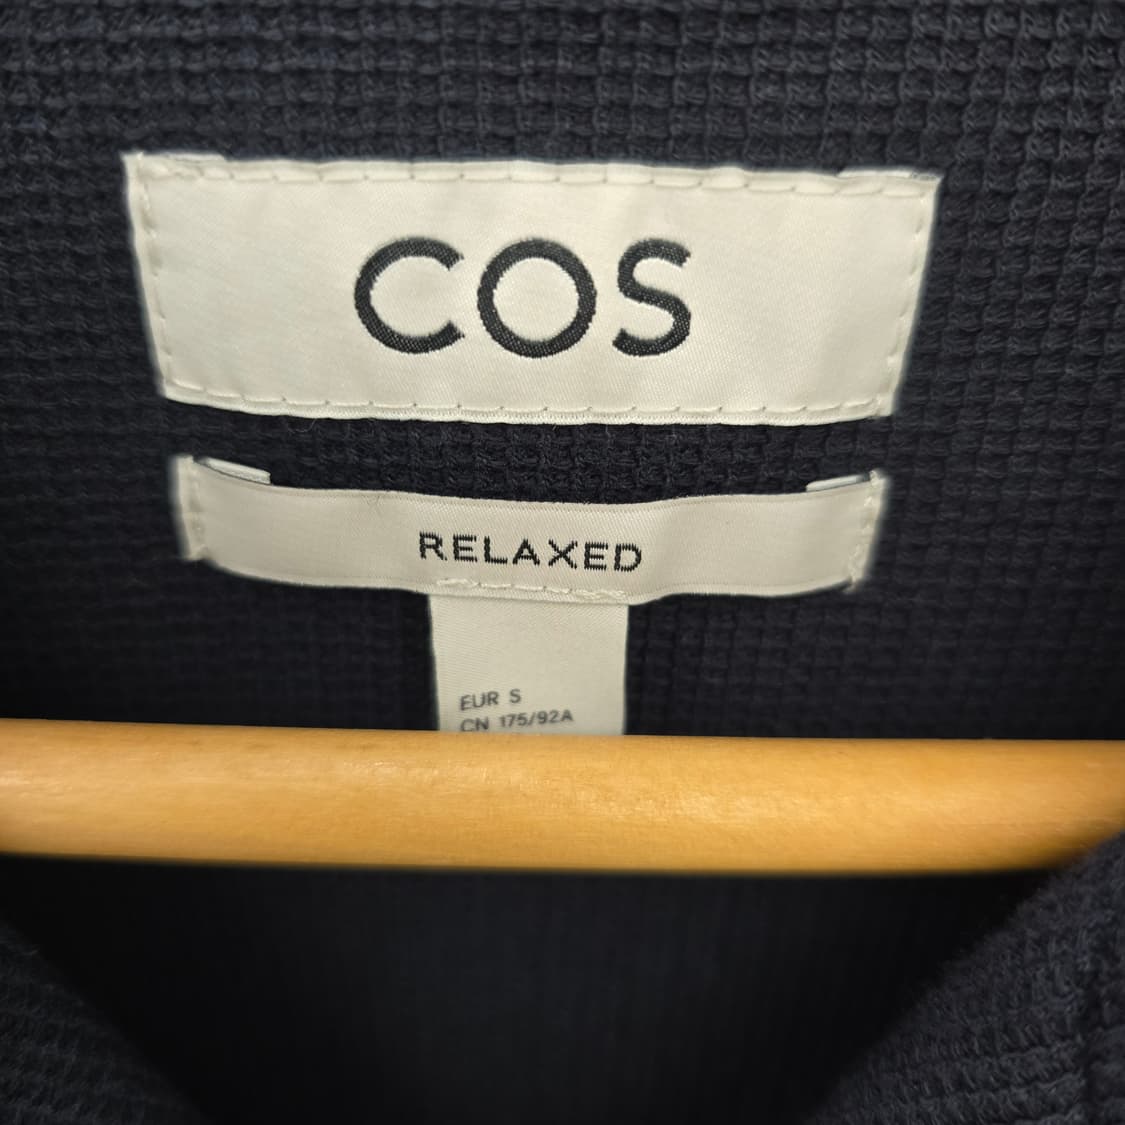 COS
RELAXED
EUR S
CN 175/92A